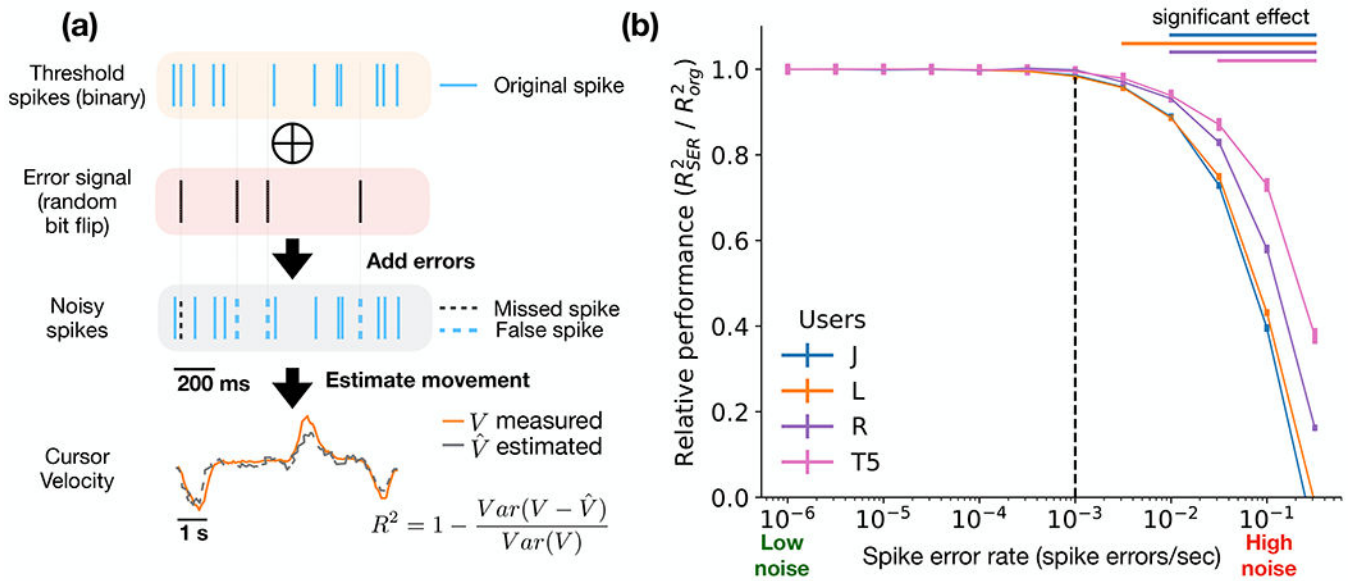 (a)
Threshold
spikes (binary)
Original spike
Error signal
(random
bit flip)
Add errors
Noisy
spikes
Missed spike
False spike
200 ms
Estimate movement
V measured
V̂ estimated
Cursor
Velocity
1 s
R² = 1 − Var(V − V̂) / Var(V)
(b)
significant effect
Relative performance (R²_SER / R²_org)
1.0
0.8
0.6
0.4
0.2
0.0
Users
J
L
R
T5
10⁻⁶ 10⁻⁵ 10⁻⁴ 10⁻³ 10⁻² 10⁻¹
Low
noise
Spike error rate (spike errors/sec)
High
noise